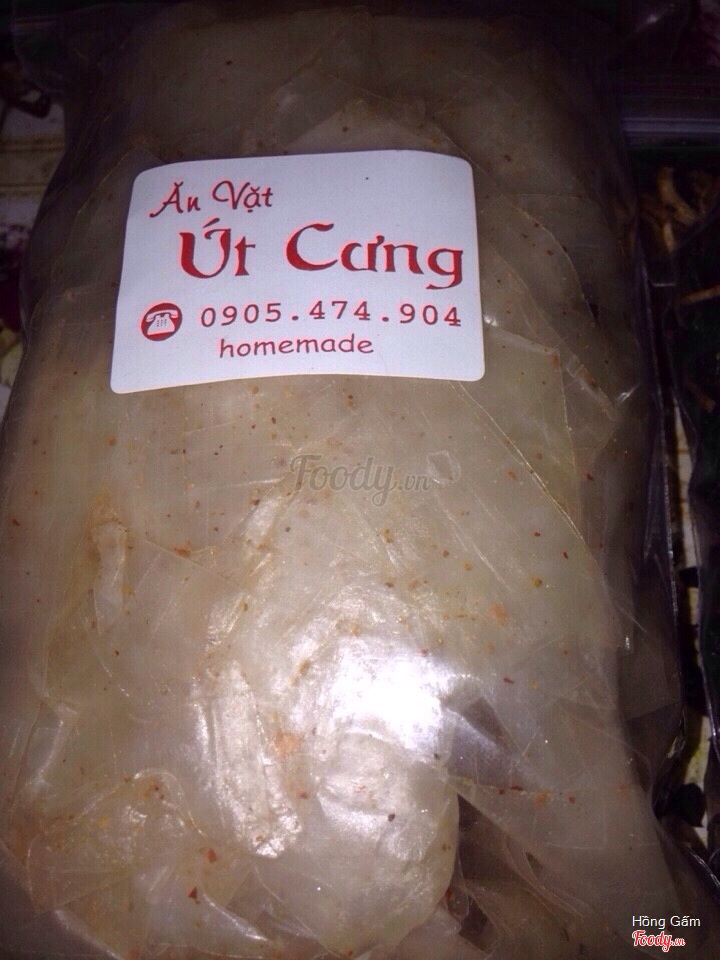 Ăn Vặt
Út Cưng
0905.474.904
homemade
Foody.vn
Hồng Gấm
Foody.vn